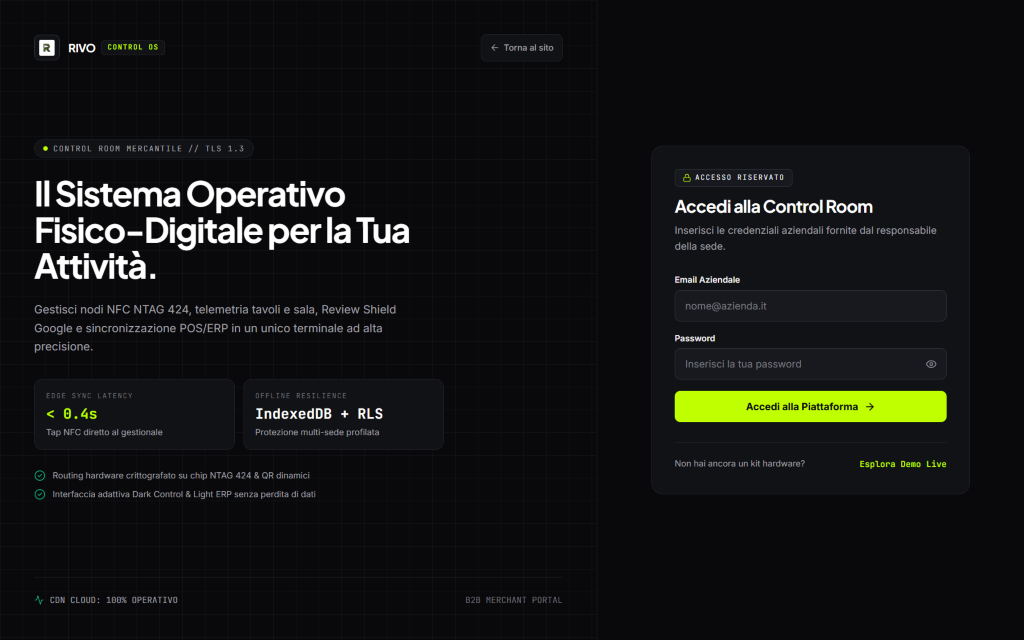 R RIVO CONTROL OS
← Torna al sito
CONTROL ROOM MERCANTILE // TLS 1.3
Il Sistema Operativo
Fisico-Digitale per la Tua
Attività.
Gestisci nodi NFC NTAG 424, telemetria tavoli e sala, Review Shield
Google e sincronizzazione POS/ERP in un unico terminale ad alta
precisione.
EDGE SYNC LATENCY
< 0.4s
Tap NFC diretto al gestionale
OFFLINE RESILIENCE
IndexedDB + RLS
Protezione multi-sede profilata
Routing hardware crittografato su chip NTAG 424 & QR dinamici
Interfaccia adattiva Dark Control & Light ERP senza perdita di dati
CDN CLOUD: 100% OPERATIVO
B2B MERCHANT PORTAL
ACCESSO RISERVATO
Accedi alla Control Room
Inserisci le credenziali aziendali fornite dal responsabile
della sede.
Email Aziendale
nome@azienda.it
Password
Inserisci la tua password
Accedi alla Piattaforma →
Non hai ancora un kit hardware?
Esplora Demo Live